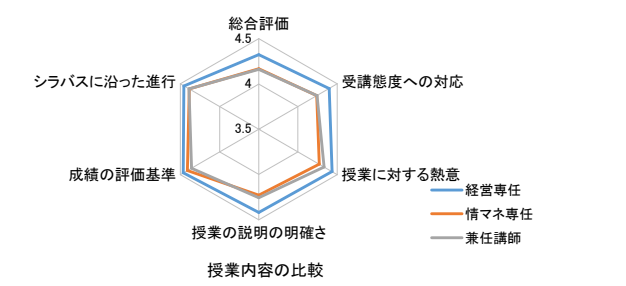 総合評価
4.5
シラバスに沿った進行
4
受講態度への対応
3.5
成績の評価基準
授業に対する熱意
経営専任
情マネ専任
授業の説明の明確さ
兼任講師
授業内容の比較